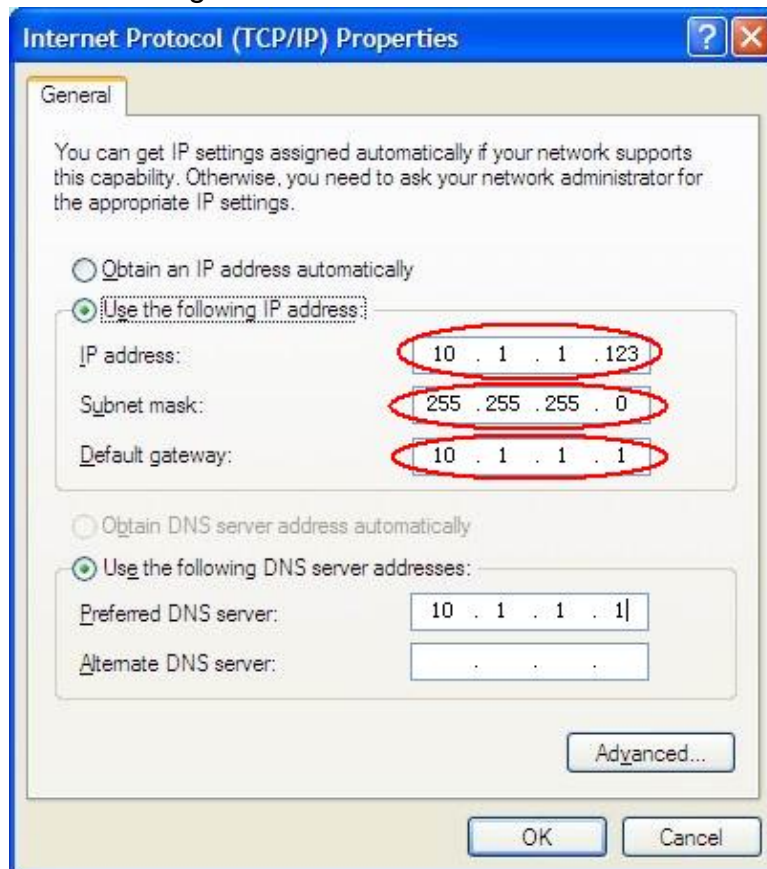 Internet Protocol (TCP/IP) Properties
General
You can get IP settings assigned automatically if your network supports
this capability. Otherwise, you need to ask your network administrator for
the appropriate IP settings.
Obtain an IP address automatically
Use the following IP address:
IP address: 10 . 1 . 1 . 123
Subnet mask: 255 . 255 . 255 . 0
Default gateway: 10 . 1 . 1 . 1
Obtain DNS server address automatically
Use the following DNS server addresses:
Preferred DNS server: 10 . 1 . 1 . 1
Alternate DNS server: . . .
Advanced...
OK Cancel